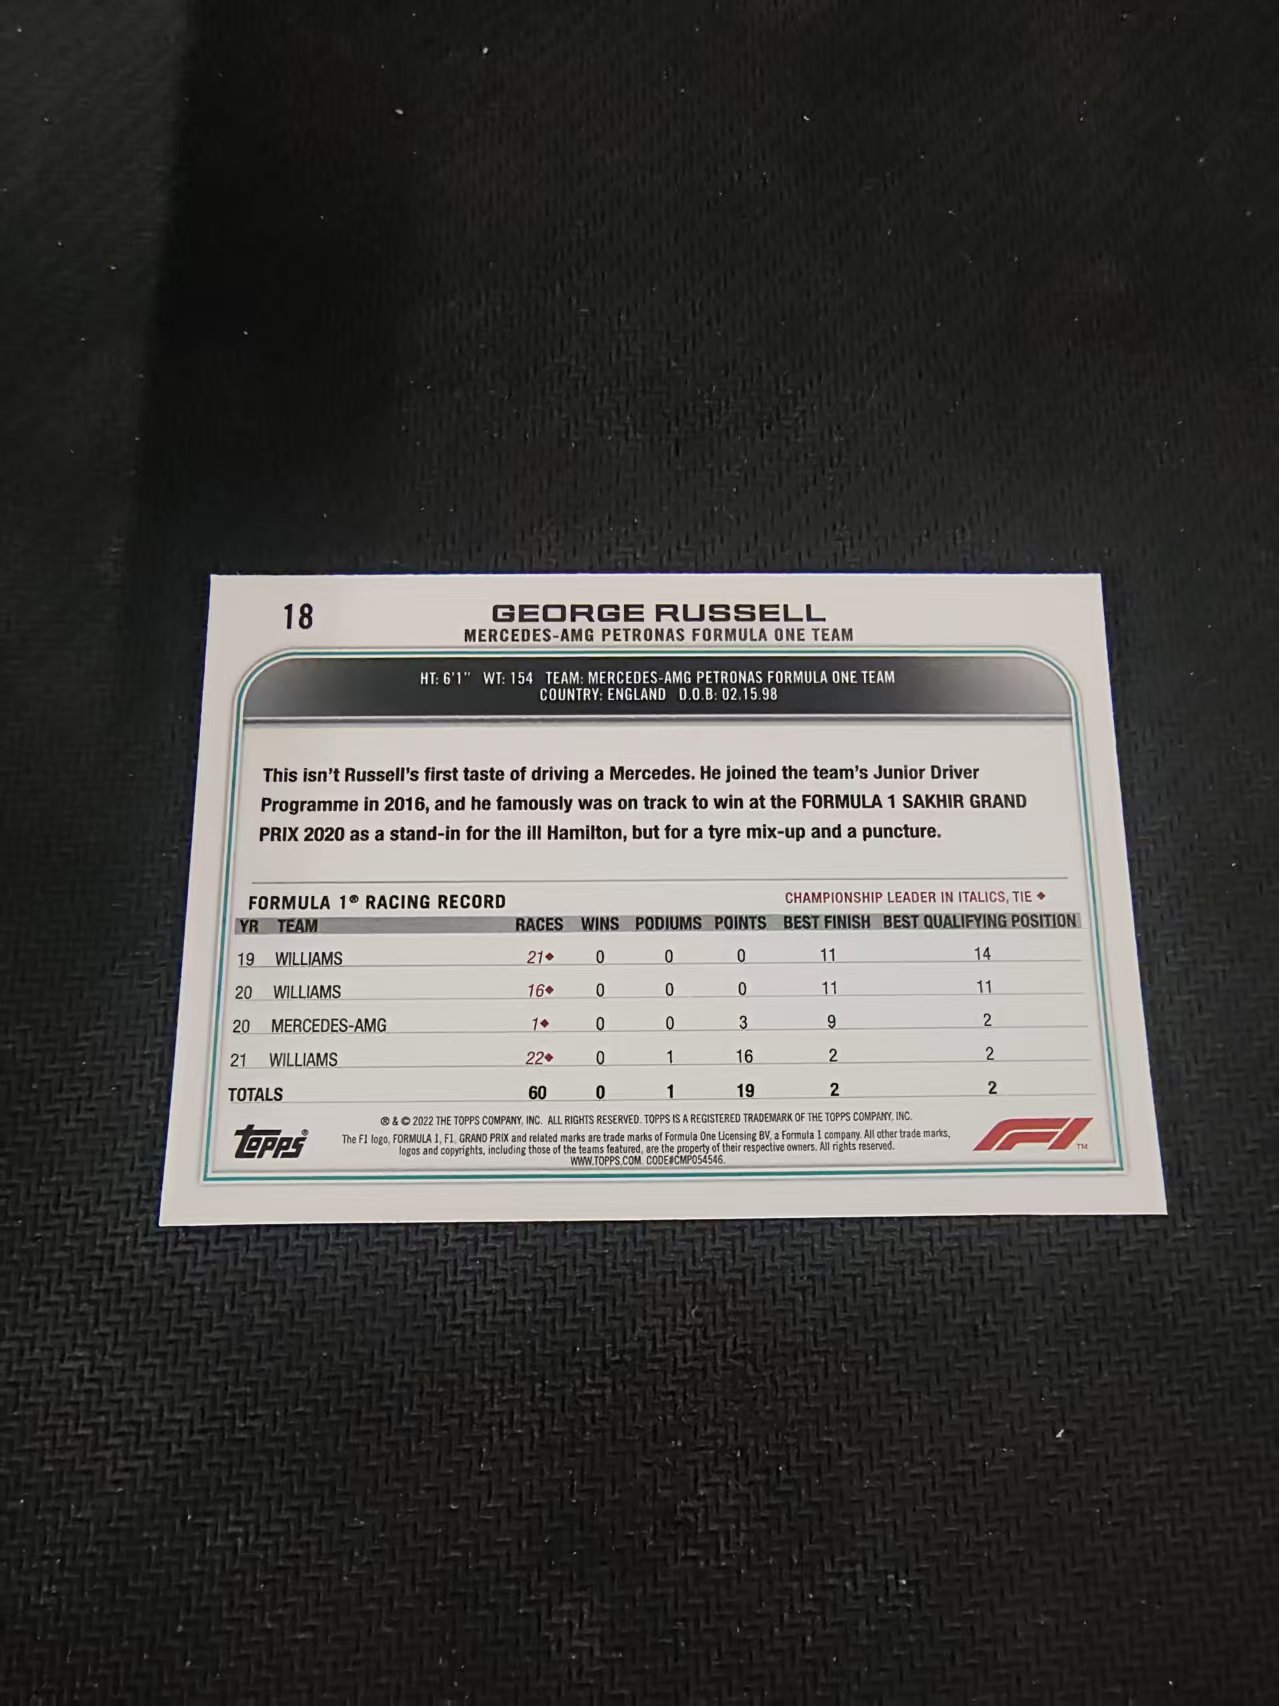 18
GEORGE RUSSELL
MERCEDES-AMG PETRONAS FORMULA ONE TEAM
HT: 6'1" WT: 154 TEAM: MERCEDES-AMG PETRONAS FORMULA ONE TEAM
COUNTRY: ENGLAND D.O.B: 02.15.98
This isn't Russell's first taste of driving a Mercedes. He joined the team's Junior Driver
Programme in 2016, and he famously was on track to win at the FORMULA 1 SAKHIR GRAND
PRIX 2020 as a stand-in for the ill Hamilton, but for a tyre mix-up and a puncture.
FORMULA 1® RACING RECORD CHAMPIONSHIP LEADER IN ITALICS, TIE ◆
YR TEAM RACES WINS PODIUMS POINTS BEST FINISH BEST QUALIFYING POSITION
19 WILLIAMS 21◆ 0 0 0 11 14
20 WILLIAMS 16◆ 0 0 0 11 11
20 MERCEDES-AMG 1◆ 0 0 3 9 2
21 WILLIAMS 22◆ 0 1 16 2 2
TOTALS 60 0 1 19 2 2
® & © 2022 THE TOPPS COMPANY, INC. ALL RIGHTS RESERVED. TOPPS IS A REGISTERED TRADEMARK OF THE TOPPS COMPANY, INC.
The F1 logo, FORMULA 1, F1, GRAND PRIX and related marks are trade marks of Formula One Licensing BV, a Formula 1 company. All other trade marks,
logos and copyrights, including those of the teams featured, are the property of their respective owners. All rights reserved.
WWW.TOPPS.COM. CODE#CMP054546.
Topps®
F1™